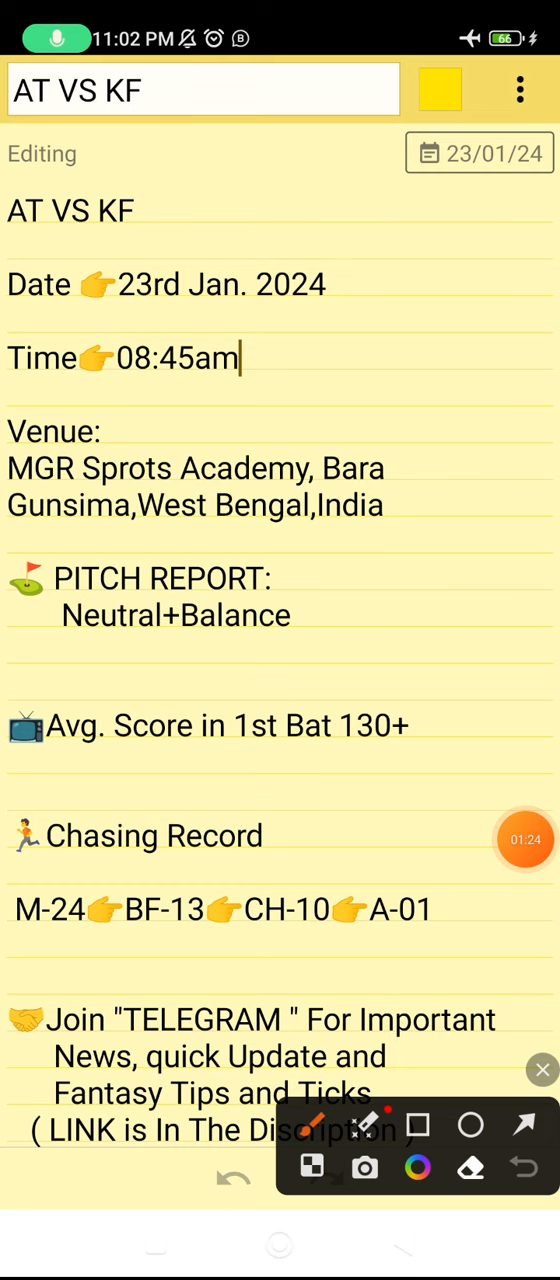 11:02 PM
66
AT VS KF
Editing
23/01/24
AT VS KF
Date 👉23rd Jan. 2024
Time👉08:45am
Venue:
MGR Sprots Academy, Bara
Gunsima,West Bengal,India
⛳ PITCH REPORT:
Neutral+Balance
📺Avg. Score in 1st Bat 130+
🏃Chasing Record
01:24
M-24👉BF-13👉CH-10👉A-01
🤝Join "TELEGRAM " For Important
News, quick Update and
Fantasy Tips and Ticks
( LINK is In The Discription )